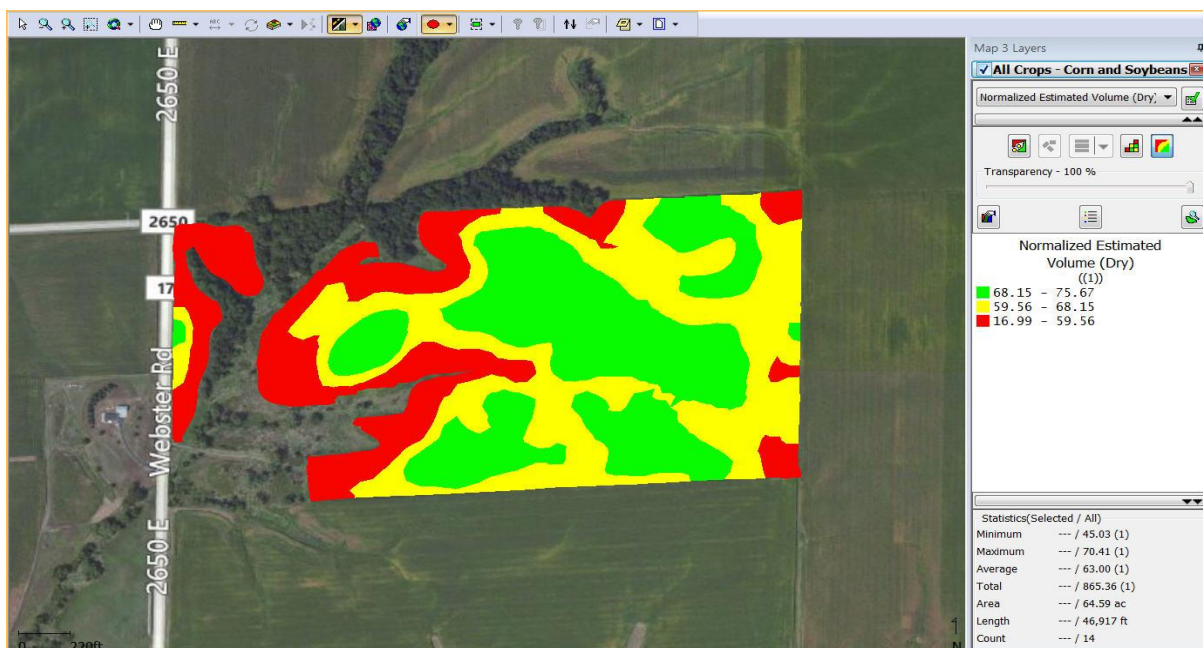 ABC
2650 E
2650
17
Webster Rd
2650 E
0 220ft
N
Map 3 Layers
All Crops - Corn and Soybeans
Normalized Estimated Volume (Dry)
Transparency - 100 %
Normalized Estimated
Volume (Dry)
((1))
68.15 - 75.67
59.56 - 68.15
16.99 - 59.56
Statistics(Selected / All)
Minimum --- / 45.03 (1)
Maximum --- / 70.41 (1)
Average --- / 63.00 (1)
Total --- / 865.36 (1)
Area --- / 64.59 ac
Length --- / 46,917 ft
Count --- / 14